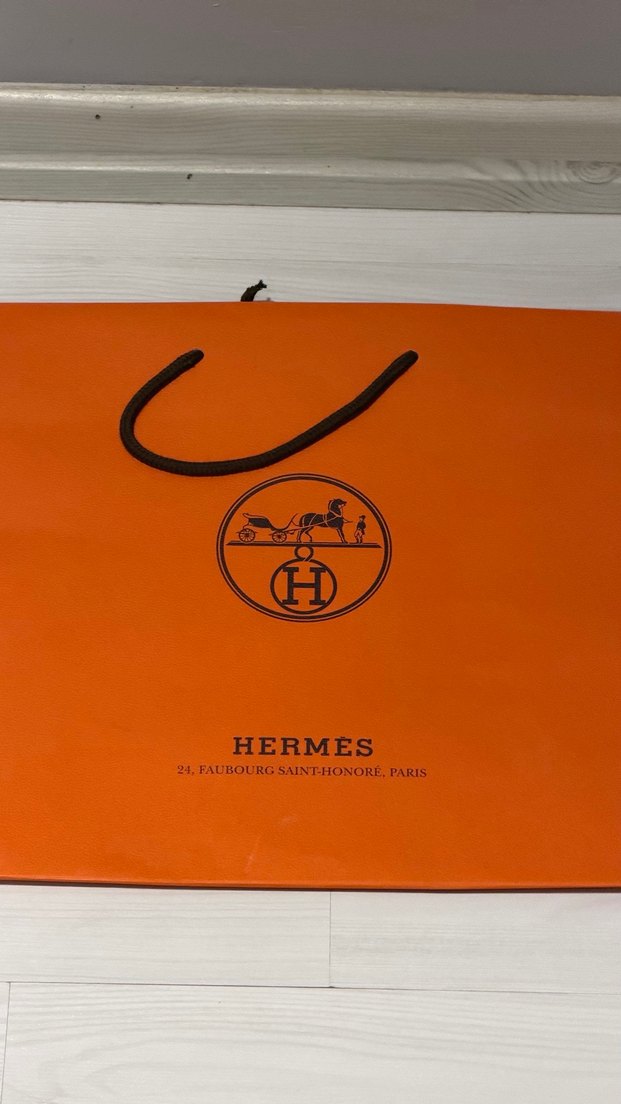 H
HERMÈS
24, FAUBOURG SAINT-HONORÉ, PARIS